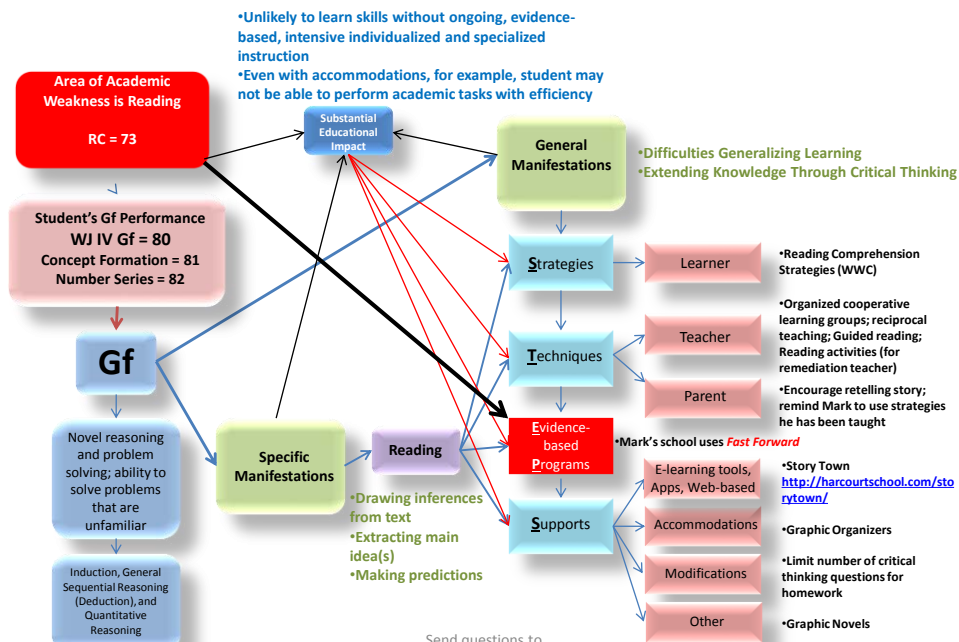 •Unlikely to learn skills without ongoing, evidence-
based, intensive individualized and specialized
instruction
•Even with accommodations, for example, student may
not be able to perform academic tasks with efficiency
Area of Academic
Weakness is Reading
RC = 73
Substantial
Educational
Impact
General
Manifestations
•Difficulties Generalizing Learning
•Extending Knowledge Through Critical Thinking
Student's Gf Performance
WJ IV Gf = 80
Concept Formation = 81
Number Series = 82
Strategies
Learner
•Reading Comprehension
Strategies (WWC)
Gf
Techniques
Teacher
•Organized cooperative
learning groups; reciprocal
teaching; Guided reading;
Reading activities (for
remediation teacher)
Parent
•Encourage retelling story;
remind Mark to use strategies
he has been taught
Novel reasoning
and problem
solving; ability to
solve problems
that are
unfamiliar
Specific
Manifestations
Reading
Evidence-
based
Programs
•Mark's school uses Fast Forward
•Drawing inferences
from text
•Extracting main
idea(s)
•Making predictions
Supports
E-learning tools,
Apps, Web-based
•Story Town
http://harcourtschool.com/sto
rytown/
Accommodations
•Graphic Organizers
Modifications
•Limit number of critical
thinking questions for
homework
Other
•Graphic Novels
Induction, General
Sequential Reasoning
(Deduction), and
Quantitative
Reasoning
Send questions to